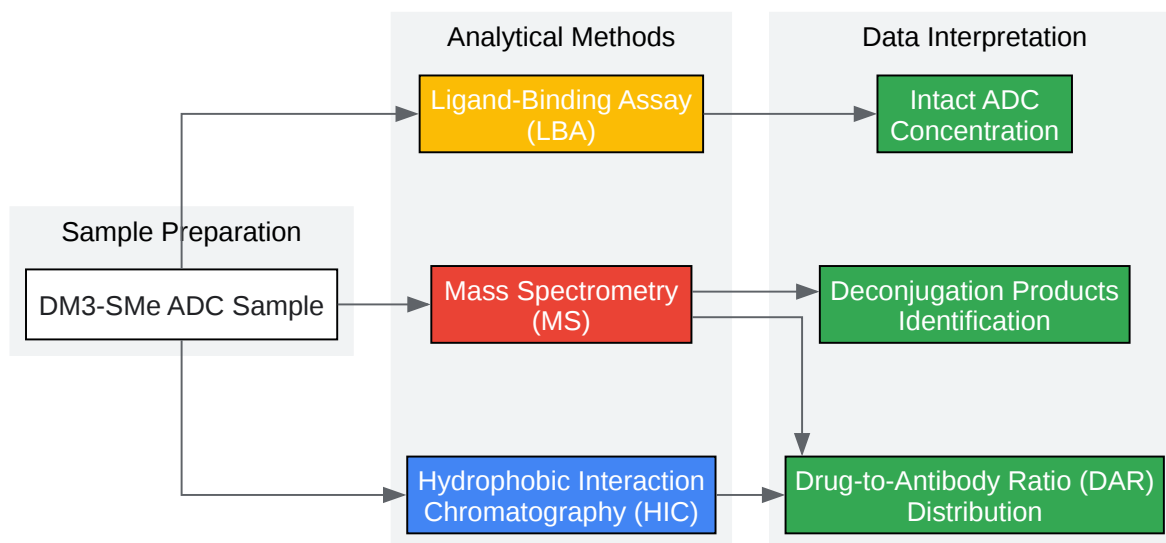 Analytical Methods
Data Interpretation
Ligand-Binding Assay
(LBA)
Intact ADC
Concentration
Sample Preparation
DM3-SMe ADC Sample
Mass Spectrometry
(MS)
Deconjugation Products
Identification
Hydrophobic Interaction
Chromatography (HIC)
Drug-to-Antibody Ratio (DAR)
Distribution